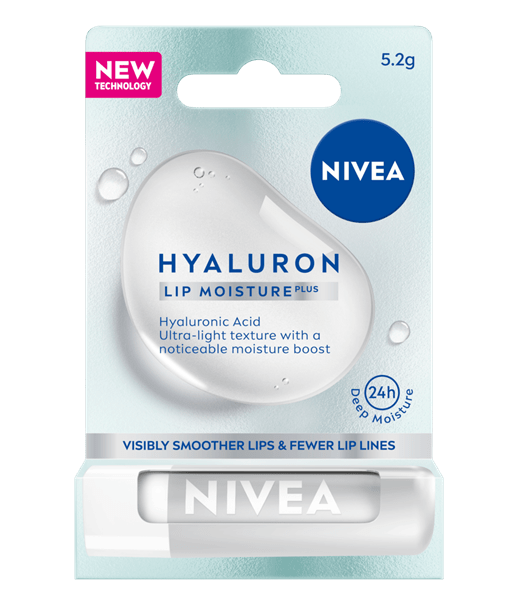 NEW
TECHNOLOGY
5.2g
NIVEA
HYALURON
LIP MOISTURE PLUS
Hyaluronic Acid
Ultra-light texture with a
noticeable moisture boost
24h
Deep Moisture
VISIBLY SMOOTHER LIPS & FEWER LIP LINES
NIVEA